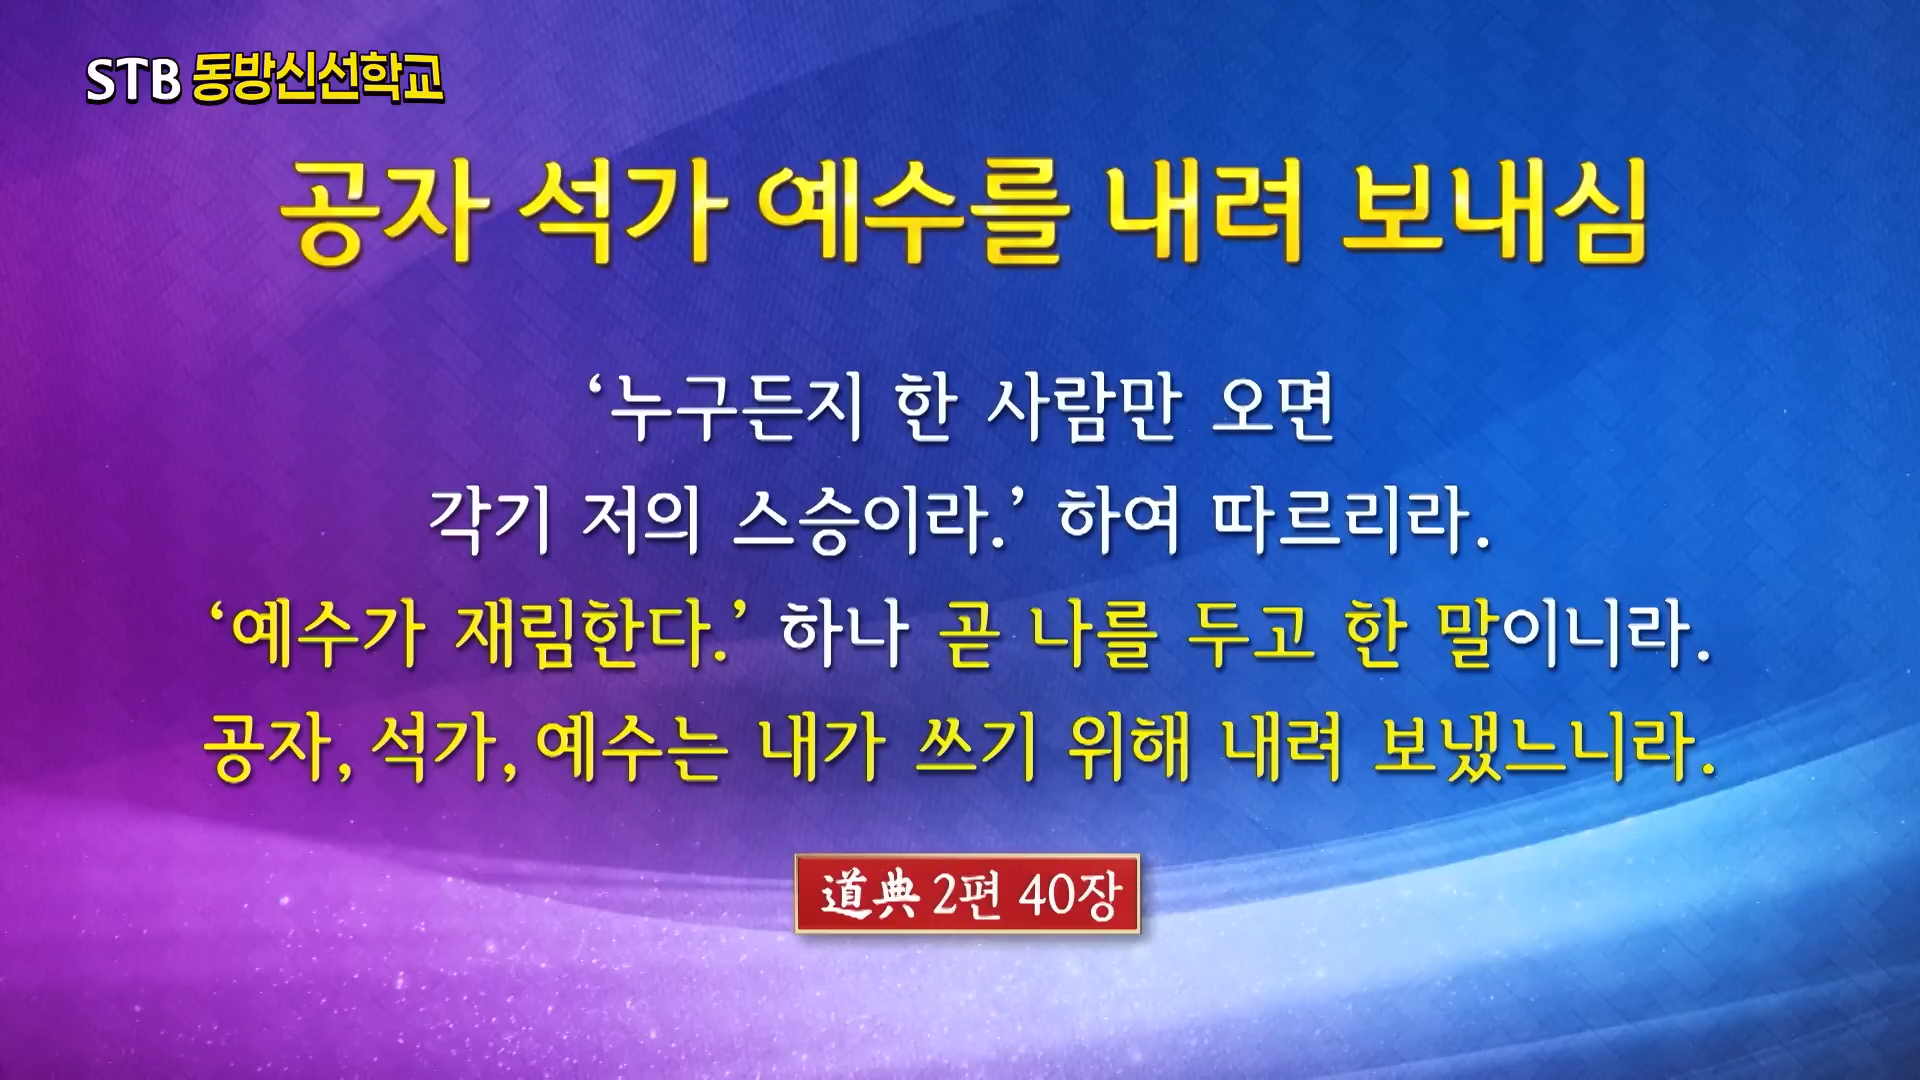 STB 동방신선학교
공자 석가 예수를 내려 보내심
‘누구든지 한 사람만 오면
각기 저의 스승이라.’ 하여 따르리라.
‘예수가 재림한다.’ 하나 곧 나를 두고 한 말이니라.
공자, 석가, 예수는 내가 쓰기 위해 내려 보냈느니라.
道典 2편 40장